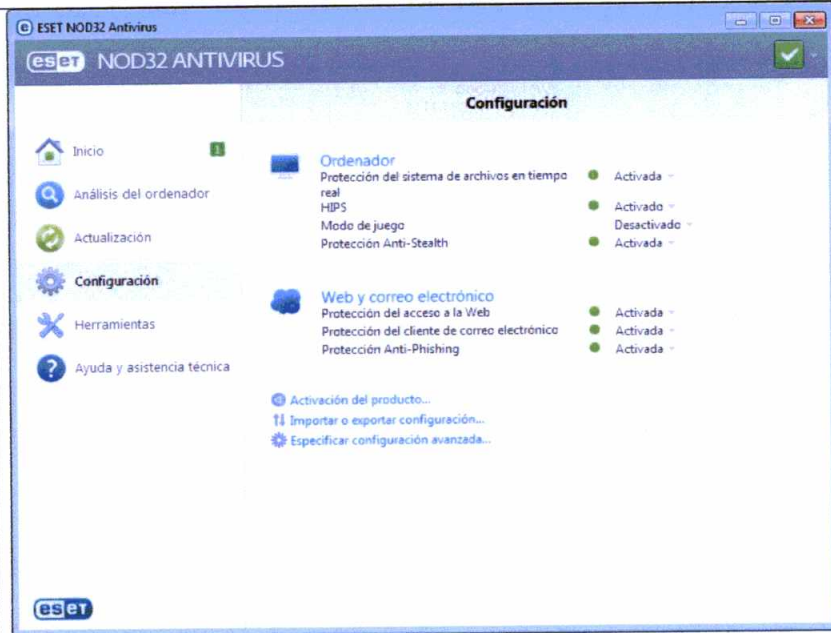 ESET NOD32 Antivirus
eset NOD32 ANTIVIRUS
Configuración
Inicio 1
Análisis del ordenador
Actualización
Configuración
Herramientas
Ayuda y asistencia técnica
Ordenador
Protección del sistema de archivos en tiempo real Activada
HIPS Activado
Modo de juego Desactivado
Protección Anti-Stealth Activada
Web y correo electrónico
Protección del acceso a la Web Activada
Protección del cliente de correo electrónico Activada
Protección Anti-Phishing Activada
Activación del producto...
Importar o exportar configuración...
Especificar configuración avanzada...
eset